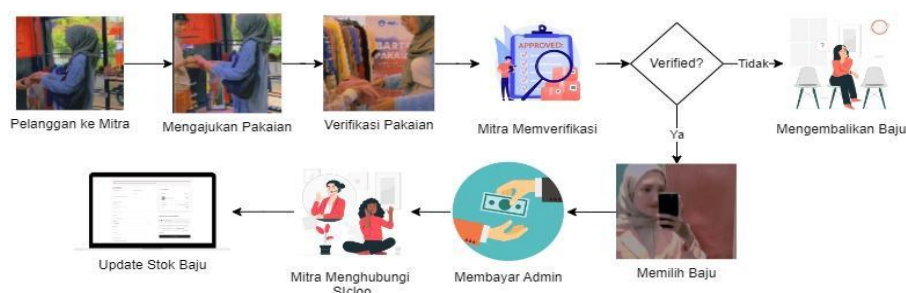 APPROVED:
Verified?
Tidak
Pelanggan ke Mitra
Mengajukan Pakaian
Verifikasi Pakaian
Mitra Memverifikasi
Mengembalikan Baju
Ya
Update Stok Baju
Mitra Menghubungi
Membayar Admin
Memilih Baju